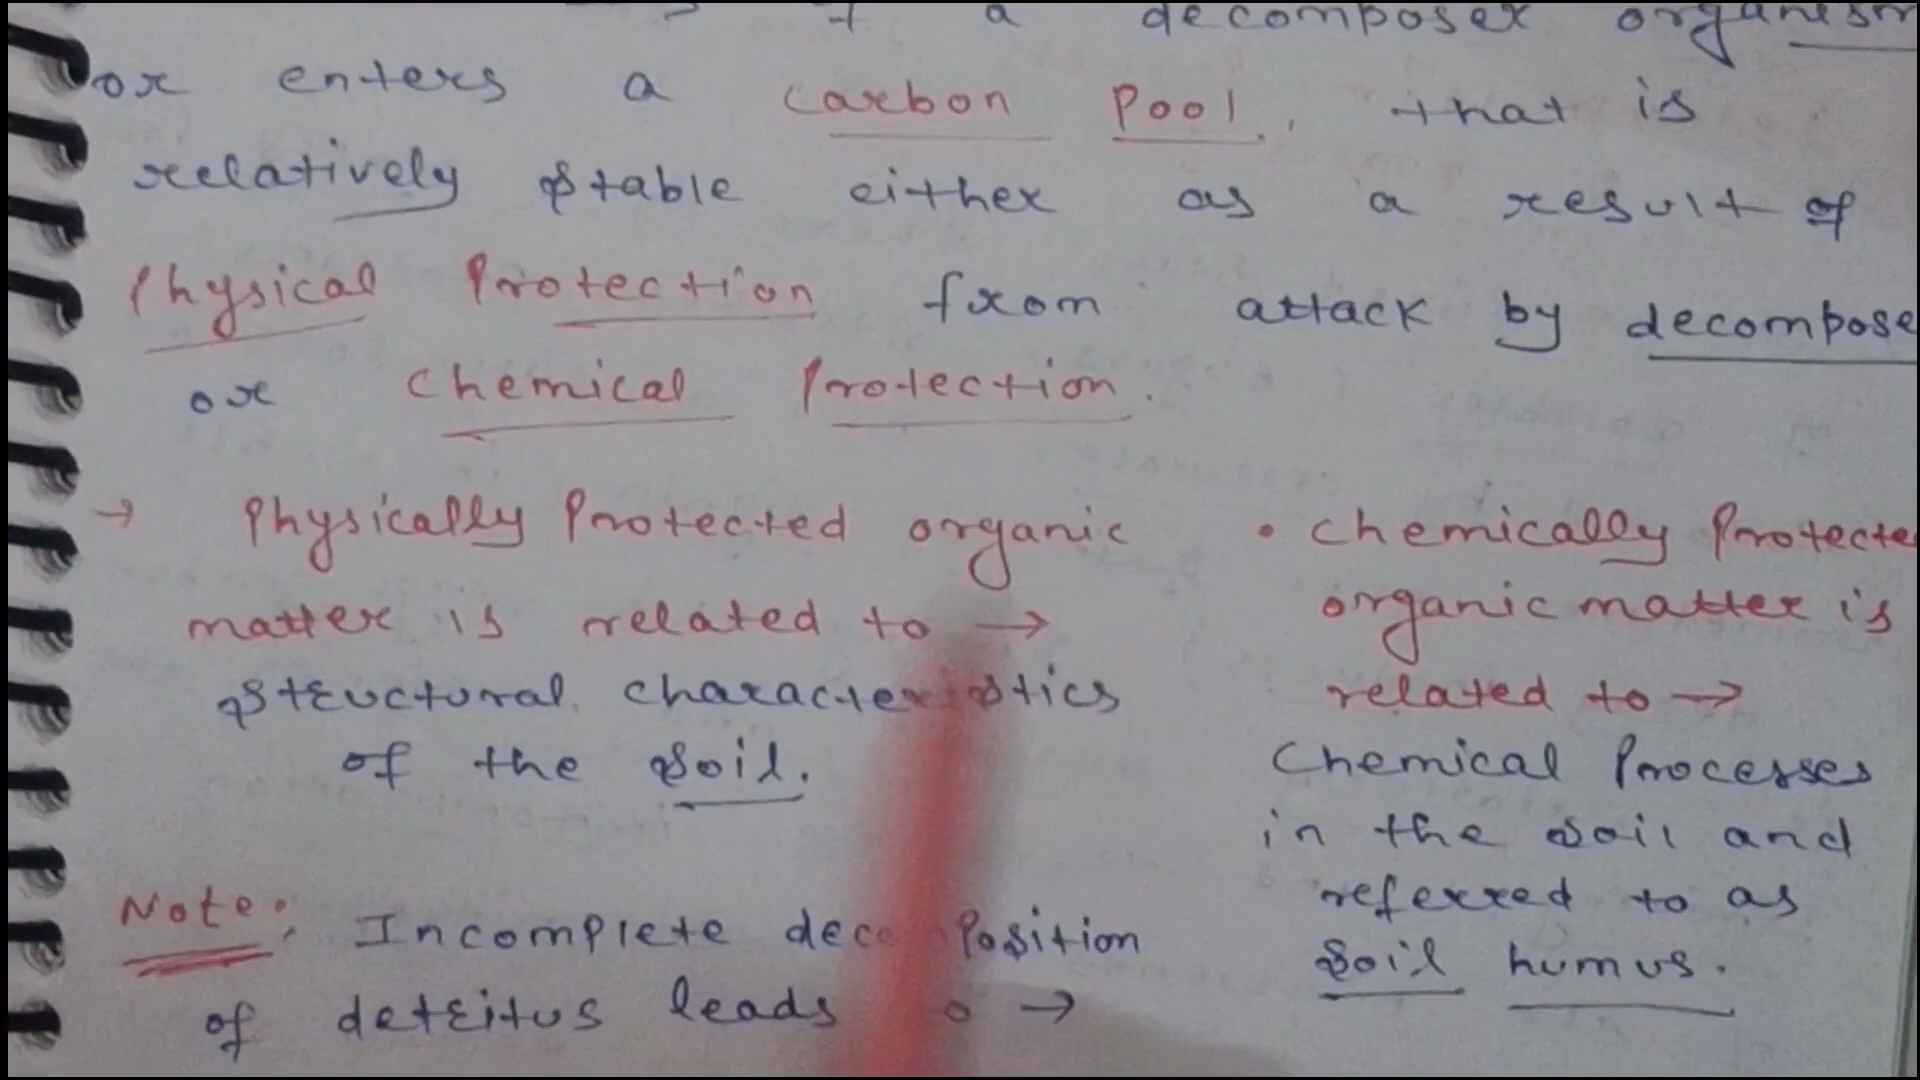 a decomposer organism
or enters a carbon Pool, that is
relatively stable either as a result of
Physical Protection from attack by decompose
or chemical Protection.
→ Physically Protected organic
matter is related to →
structural characteristics
of the soil.
• chemically Protecte
organic matter is
related to →
Chemical Processes
in the soil and
referred to as
soil humus.
Note: Incomplete deco Position
of detritus leads o →